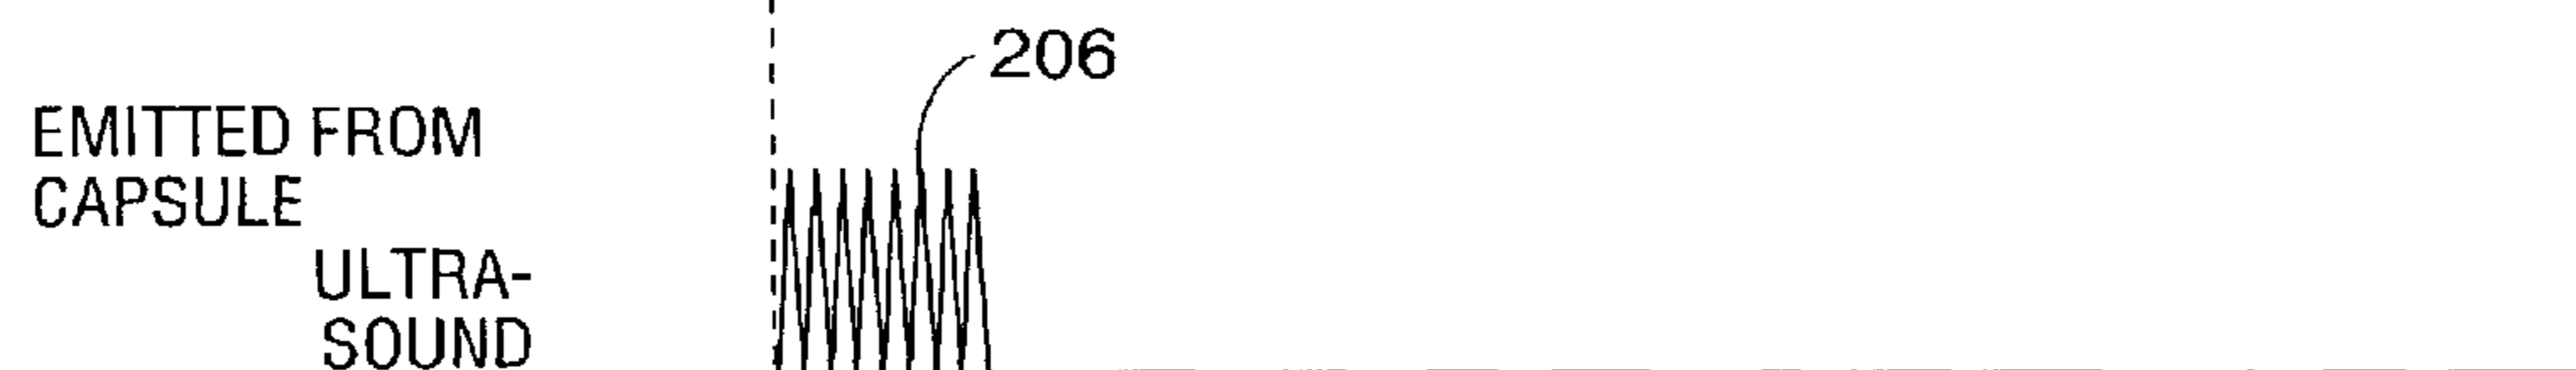 206
EMITTED FROM
CAPSULE
ULTRA-
SOUND